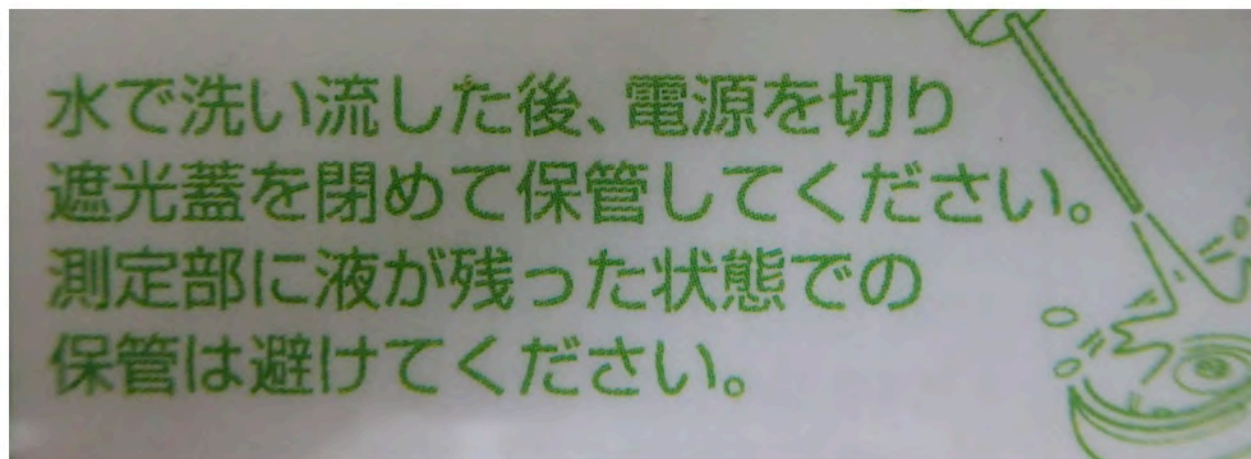 水で洗い流した後、電源を切り
遮光蓋を閉めて保管してください。
測定部に液が残った状態での
保管は避けてください。